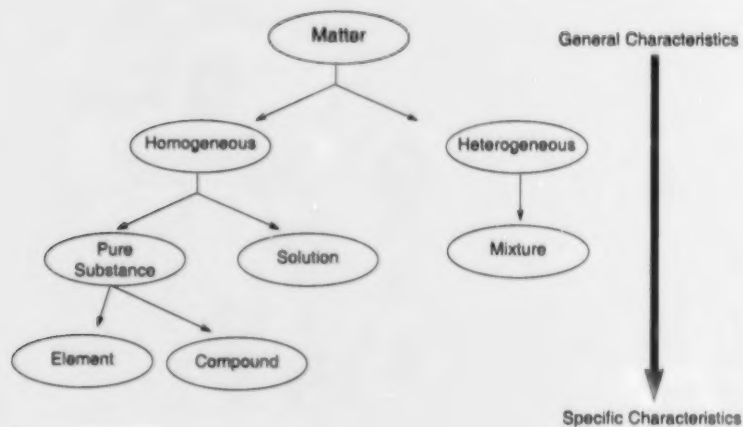 Matter
General Characteristics
Homogeneous
Heterogeneous
Pure
Substance
Solution
Mixture
Element
Compound
Specific Characteristics